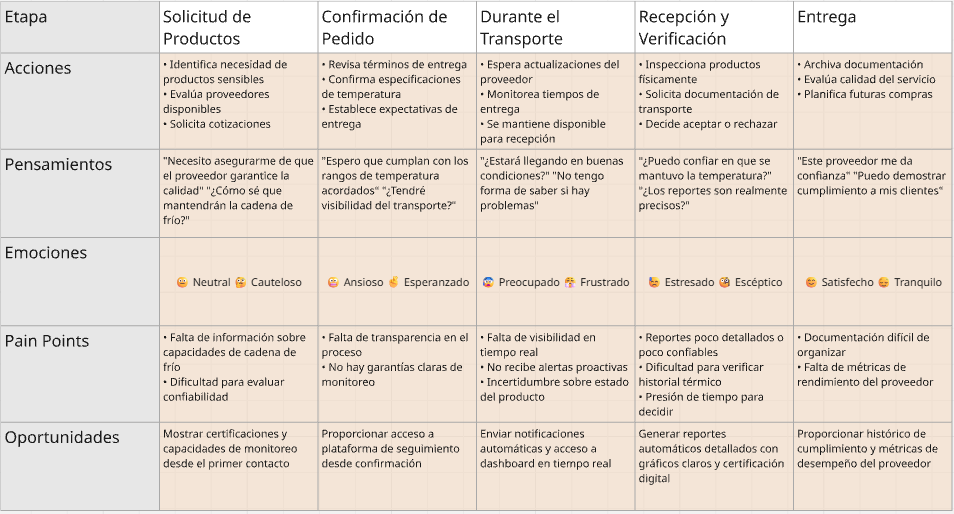 Etapa
Solicitud de
Productos
Confirmación de
Pedido
Durante el
Transporte
Recepción y
Verificación
Entrega
Acciones
• Identifica necesidad de
productos sensibles
• Evalúa proveedores
disponibles
• Solicita cotizaciones
• Revisa términos de entrega
• Confirma especificaciones
de temperatura
• Establece expectativas de
entrega
• Espera actualizaciones del
proveedor
• Monitorea tiempos de
entrega
• Se mantiene disponible
para recepción
• Inspecciona productos
físicamente
• Solicita documentación de
transporte
• Decide aceptar o rechazar
• Archiva documentación
• Evalúa calidad del servicio
• Planifica futuras compras
Pensamientos
"Necesito asegurarme de que
el proveedor garantice la
calidad" "¿Cómo sé que
mantendrán la cadena de
frío?"
"Espero que cumplan con los
rangos de temperatura
acordados" "¿Tendré
visibilidad del transporte?"
"¿Estará llegando en buenas
condiciones?" "No tengo
forma de saber si hay
problemas"
"¿Puedo confiar en que se
mantuvo la temperatura?"
"¿Los reportes son realmente
precisos?"
"Este proveedor me da
confianza" "Puedo demostrar
cumplimiento a mis clientes"
Emociones
Neutral Cauteloso
Ansioso Esperanzado
Preocupado Frustrado
Estresado Escéptico
Satisfecho Tranquilo
Pain Points
• Falta de información sobre
capacidades de cadena de
frío
• Dificultad para evaluar
confiabilidad
• Falta de transparencia en el
proceso
• No hay garantías claras de
monitoreo
• Falta de visibilidad en
tiempo real
• No recibe alertas proactivas
• Incertidumbre sobre estado
del producto
• Reportes poco detallados o
poco confiables
• Dificultad para verificar
historial térmico
• Presión de tiempo para
decidir
• Documentación difícil de
organizar
• Falta de métricas de
rendimiento del proveedor
Oportunidades
Mostrar certificaciones y
capacidades de monitoreo
desde el primer contacto
Proporcionar acceso a
plataforma de seguimiento
desde confirmación
Enviar notificaciones
automáticas y acceso a
dashboard en tiempo real
Generar reportes
automáticos detallados con
gráficos claros y certificación
digital
Proporcionar histórico de
cumplimiento y métricas de
desempeño del proveedor